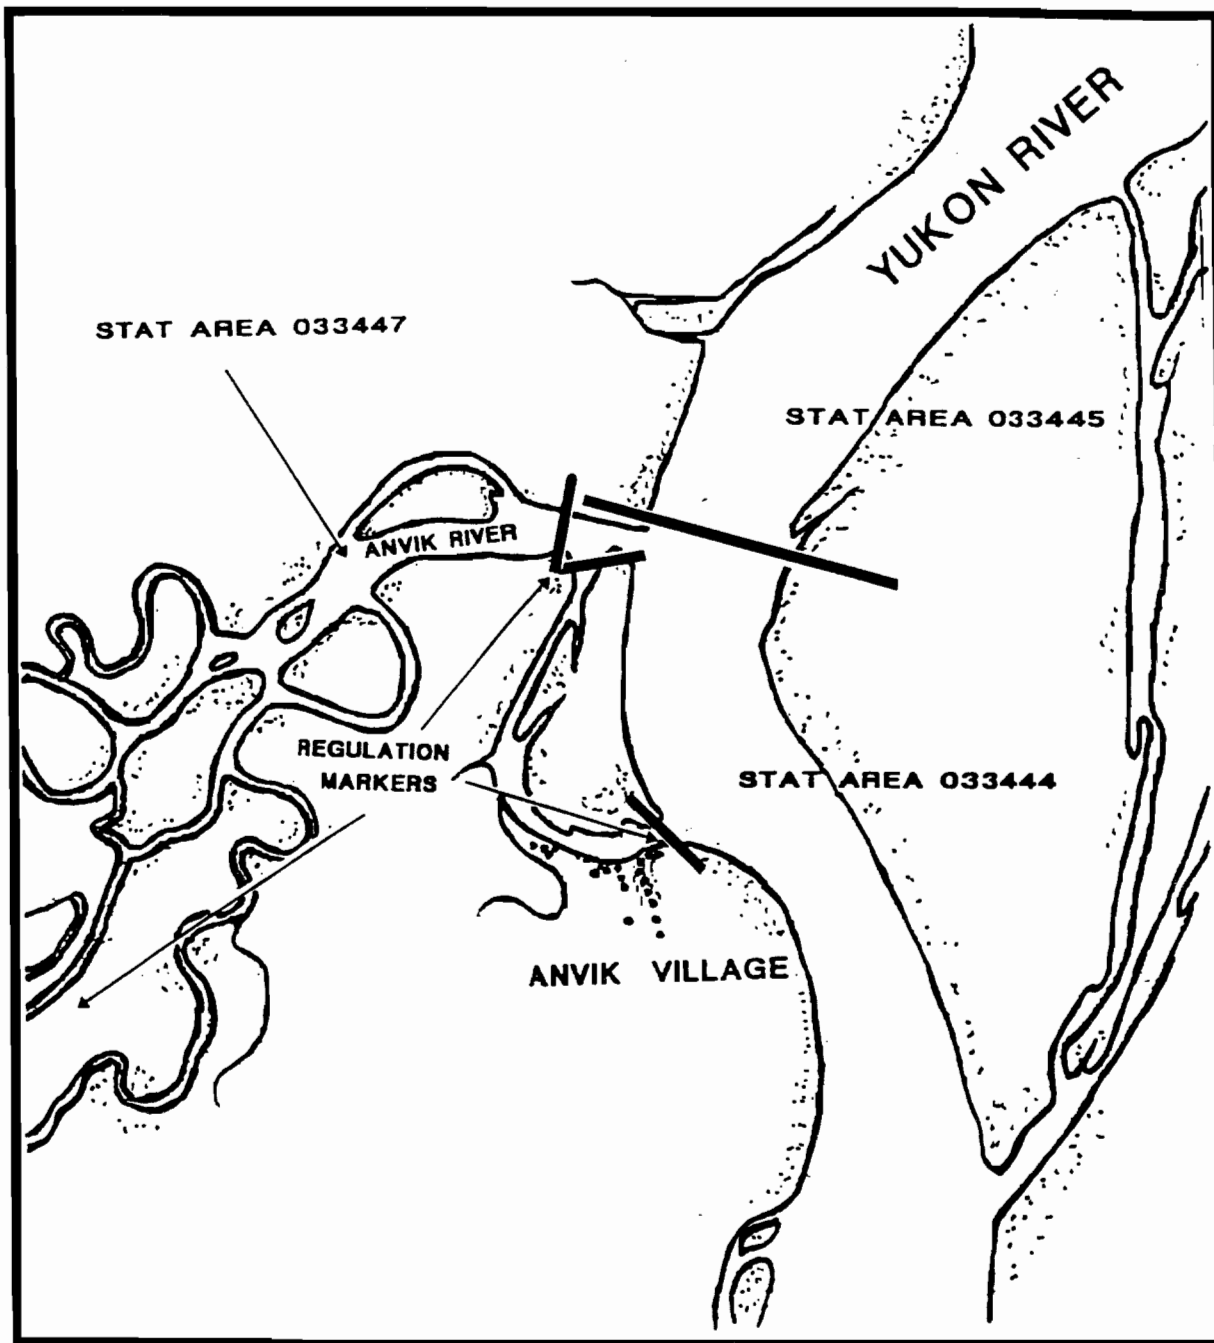 YUKON RIVER
STAT AREA 033447
STAT AREA 033445
ANVIK RIVER
REGULATION
MARKERS
STAT AREA 033444
ANVIK VILLAGE